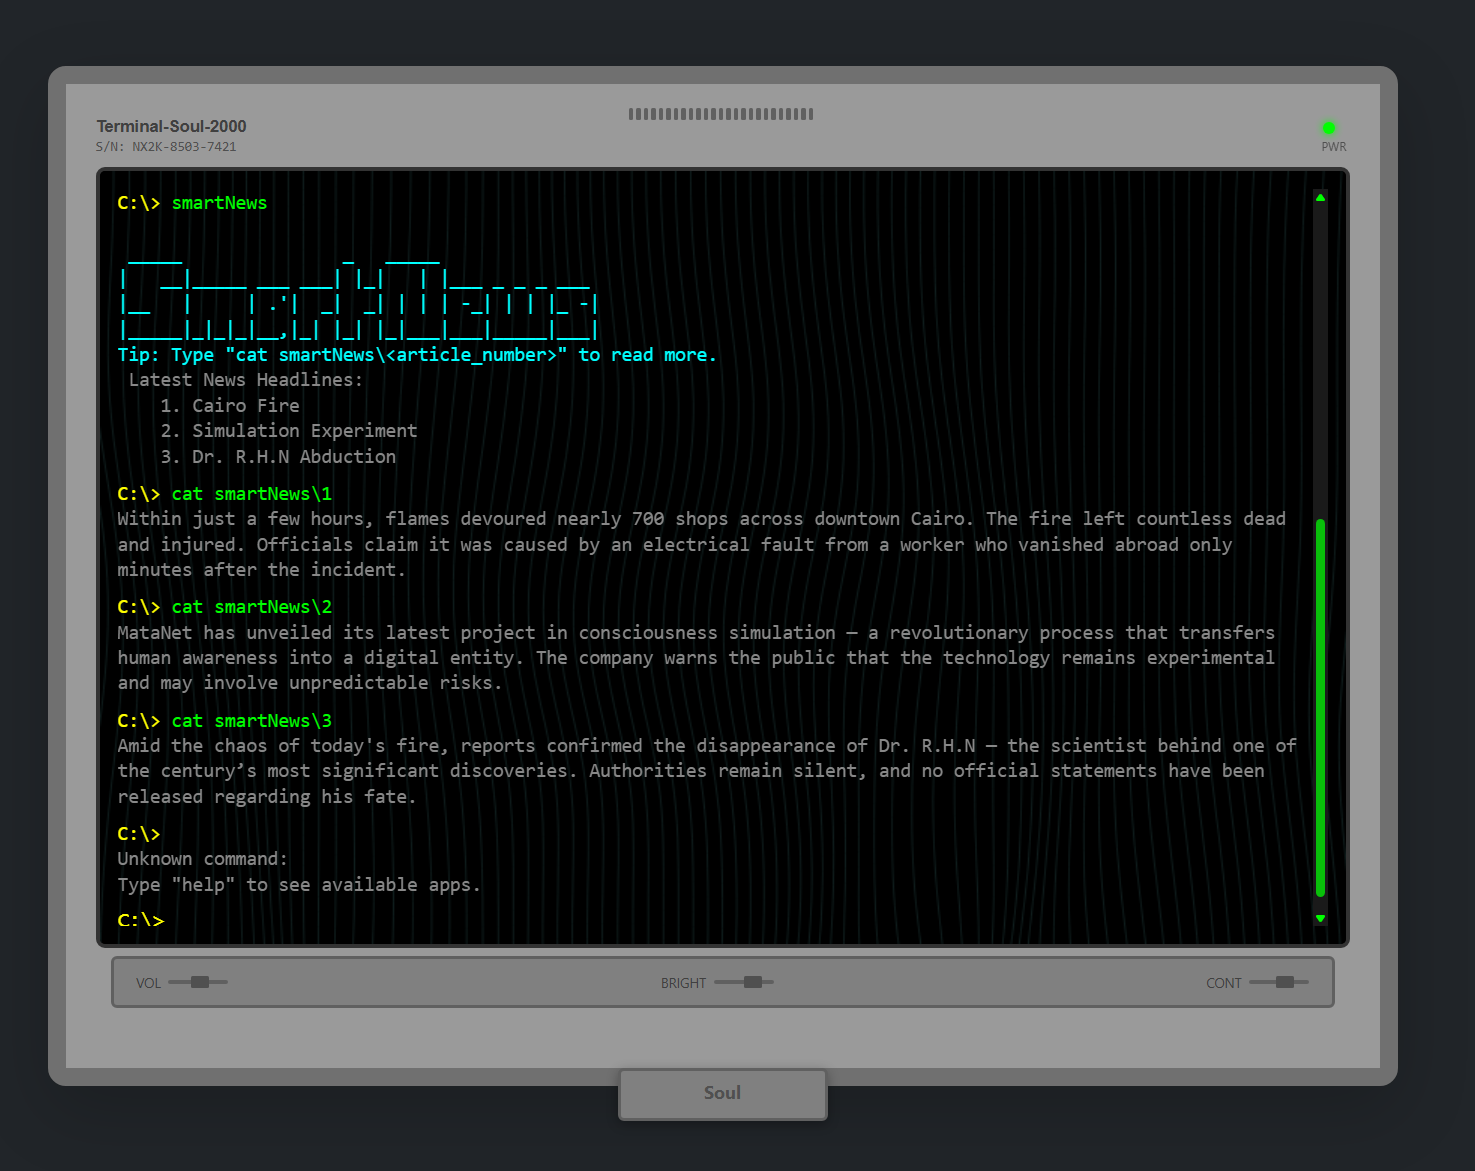 Terminal-Soul-2000
S/N: NX2K-8503-7421
PWR
C:\> smartNews
SmartNews
Tip: Type "cat smartNews\<article_number>" to read more.
Latest News Headlines:
1. Cairo Fire
2. Simulation Experiment
3. Dr. R.H.N Abduction
C:\> cat smartNews\1
Within just a few hours, flames devoured nearly 700 shops across downtown Cairo. The fire left countless dead
and injured. Officials claim it was caused by an electrical fault from a worker who vanished abroad only
minutes after the incident.
C:\> cat smartNews\2
MataNet has unveiled its latest project in consciousness simulation — a revolutionary process that transfers
human awareness into a digital entity. The company warns the public that the technology remains experimental
and may involve unpredictable risks.
C:\> cat smartNews\3
Amid the chaos of today's fire, reports confirmed the disappearance of Dr. R.H.N — the scientist behind one of
the century’s most significant discoveries. Authorities remain silent, and no official statements have been
released regarding his fate.
C:\>
Unknown command:
Type "help" to see available apps.
C:\>
VOL
BRIGHT
CONT
Soul